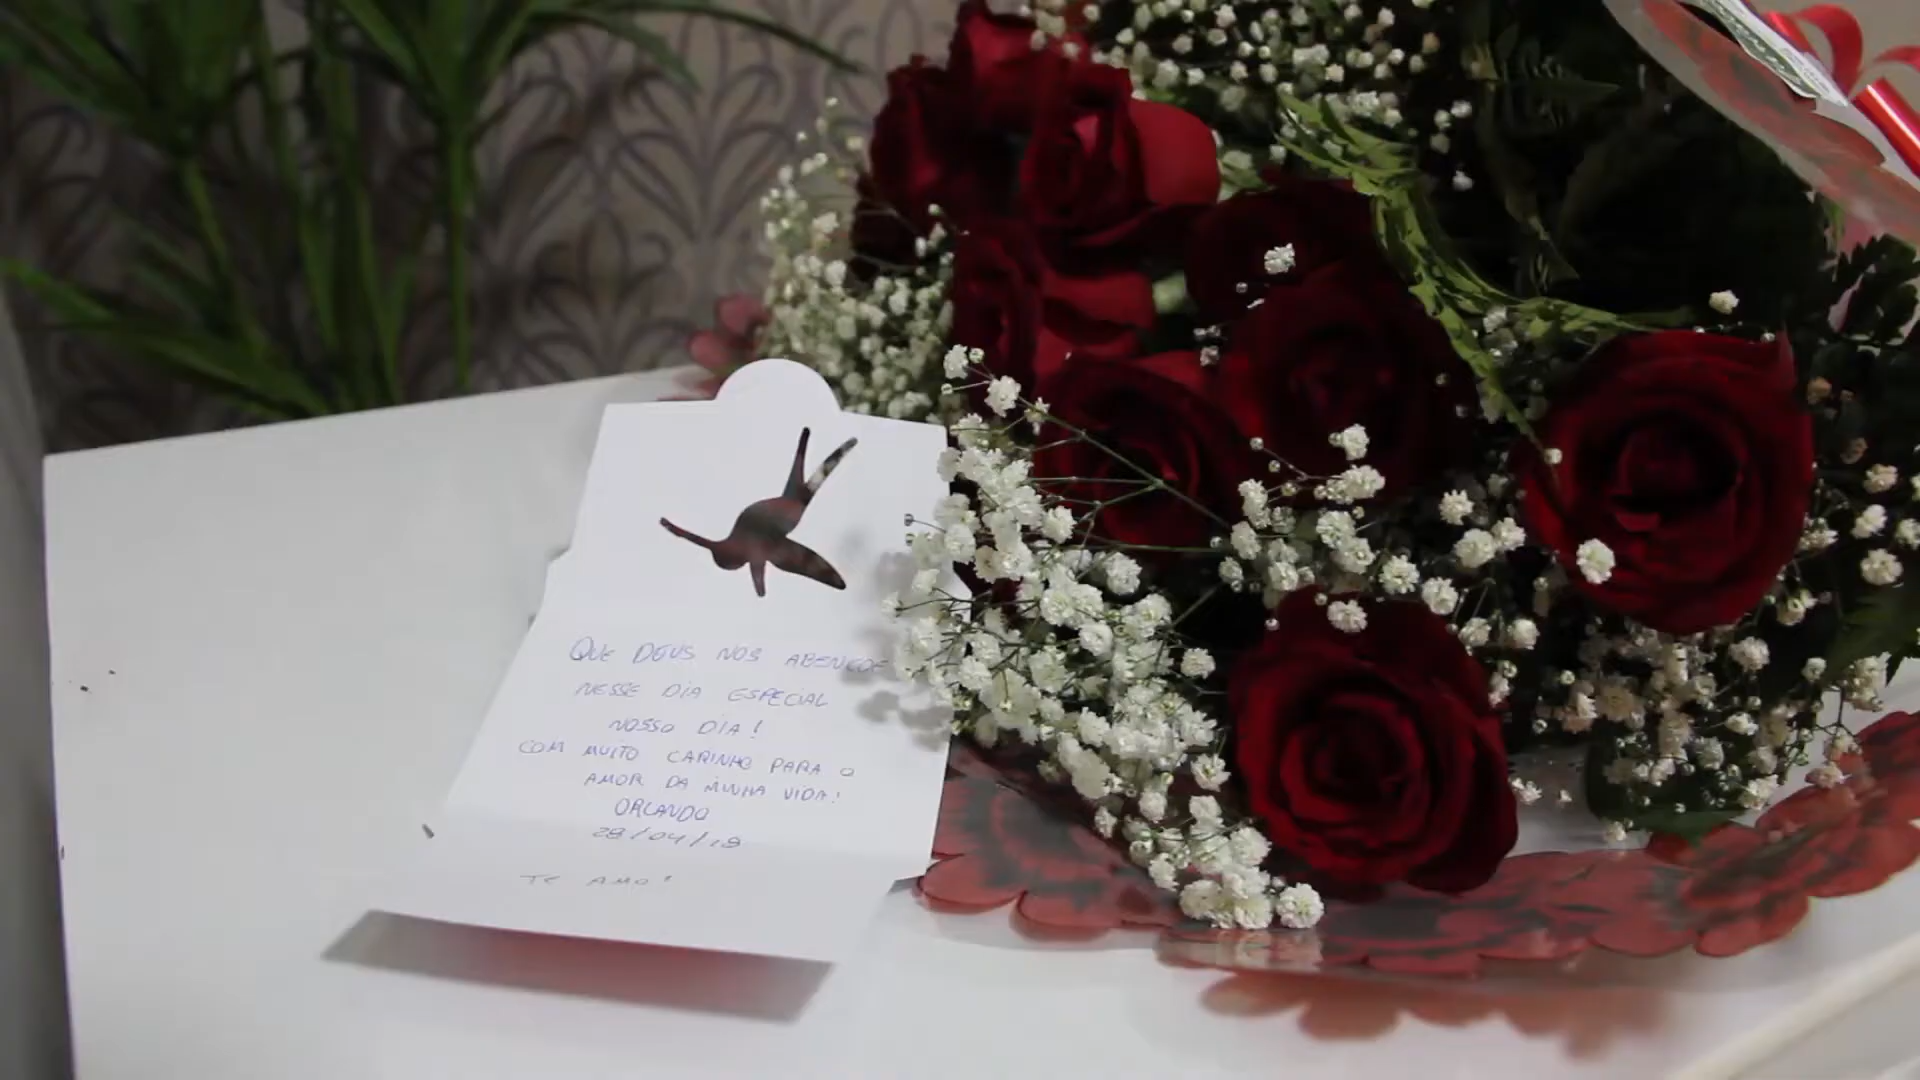 QUE DEUS NOS ABENÇOE
NESSE DIA ESPECIAL
NOSSO DIA!
COM MUITO CARINHO PARA O
AMOR DA MINHA VIDA!
ORLANDO
28/04/18
TE AMO!